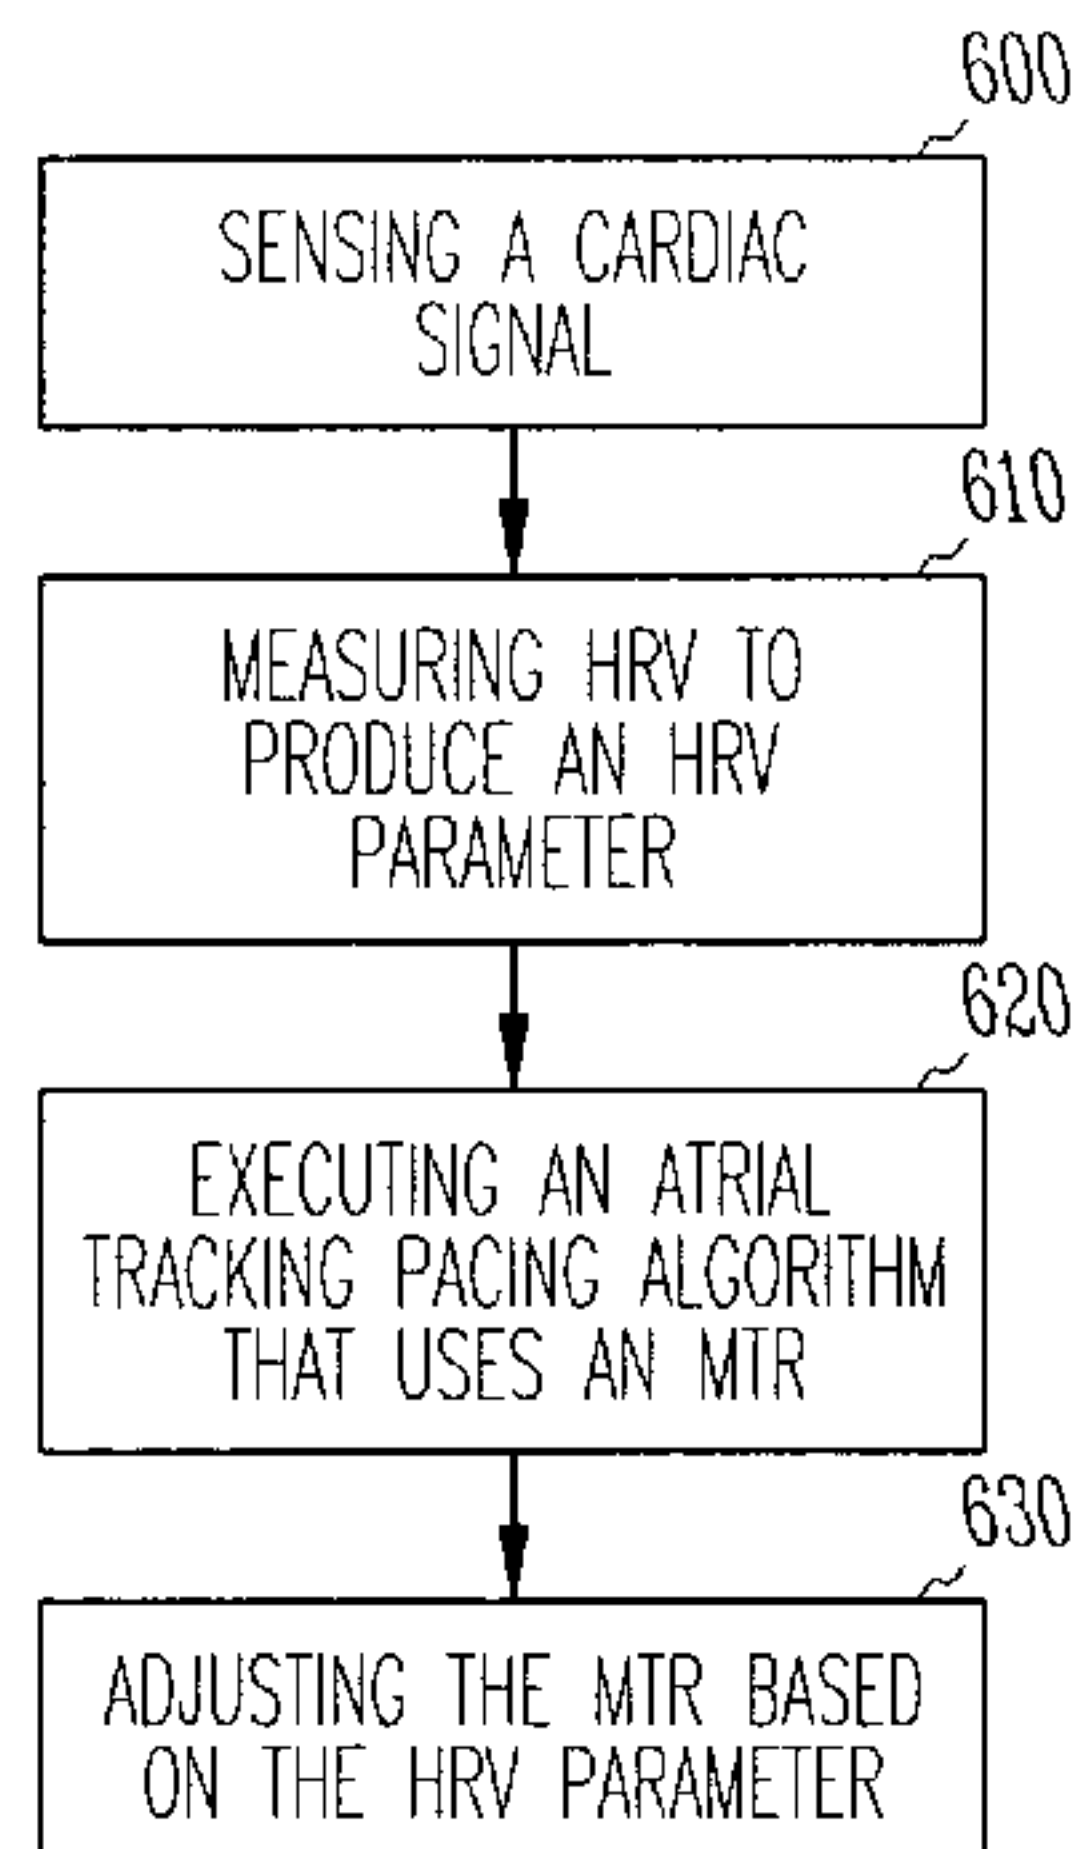 600
SENSING A CARDIAC
SIGNAL
610
MEASURING HRV TO
PRODUCE AN HRV
PARAMETER
620
EXECUTING AN ATRIAL
TRACKING PACING ALGORITHM
THAT USES AN MTR
630
ADJUSTING THE MTR BASED
ON THE HRV PARAMETER